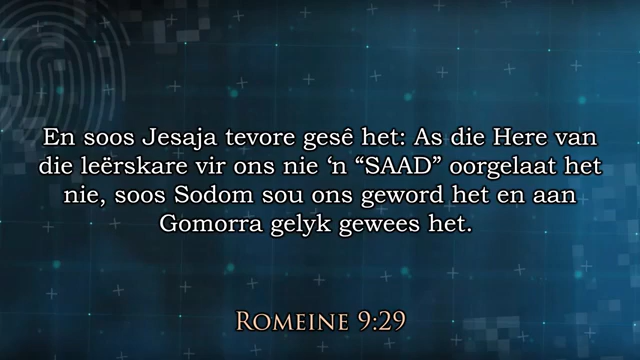 En soos Jesaja tevore gesê het: As die Here van
die leërskare vir ons nie ‘n “SAAD” oorgelaat het
nie, soos Sodom sou ons geword het en aan
Gomorra gelyk gewees het.
Romeine 9:29